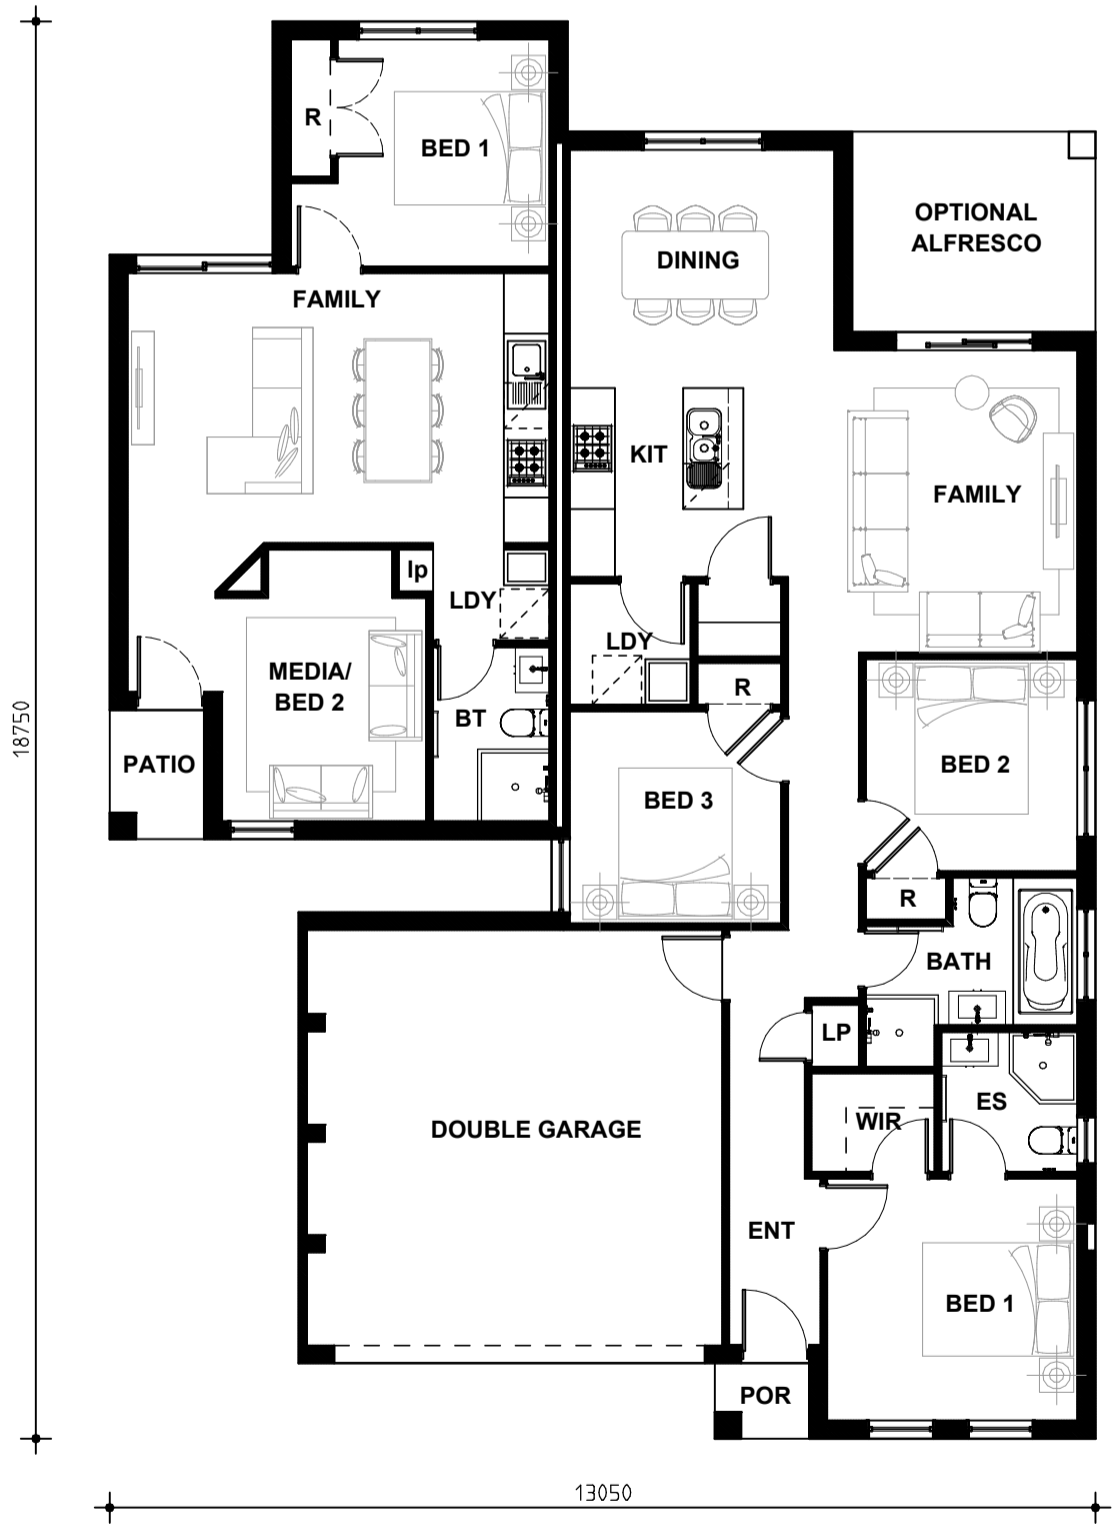 R
BED 1
OPTIONAL
ALFRESCO
DINING
FAMILY
KIT
FAMILY
lp
LDY
LDY
MEDIA/
BED 2
R
BT
PATIO
BED 2
BED 3
R
BATH
LP
WIR
ES
DOUBLE GARAGE
ENT
BED 1
POR
18750
13050